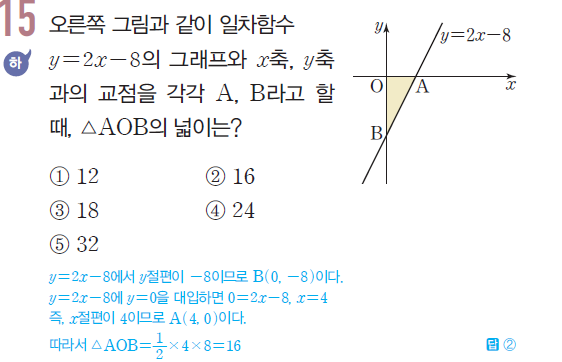 15 오른쪽 그림과 같이 일차함수
하 y=2x-8의 그래프와 x축, y축
과의 교점을 각각 A, B라고 할
때, △AOB의 넓이는?
① 12 ② 16
③ 18 ④ 24
⑤ 32
y
y=2x-8
O A x
B
y=2x-8에서 y절편이 -8이므로 B(0, -8)이다.
y=2x-8에 y=0을 대입하면 0=2x-8, x=4
즉, x절편이 4이므로 A(4, 0)이다.
따라서 △AOB=1/2×4×8=16
답 ②